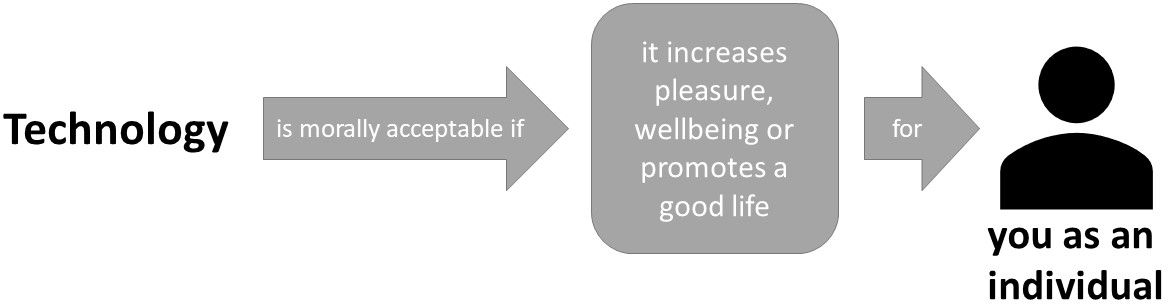 Technology
is morally acceptable if
it increases
pleasure,
wellbeing or
promotes a
good life
for
you as an
individual